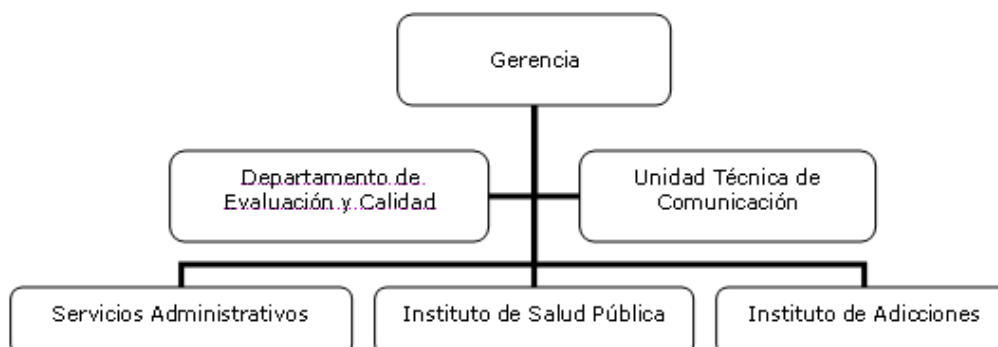 Gerencia
Departamento de
Evaluación y Calidad
Unidad Técnica de
Comunicación
Servicios Administrativos
Instituto de Salud Pública
Instituto de Adicciones